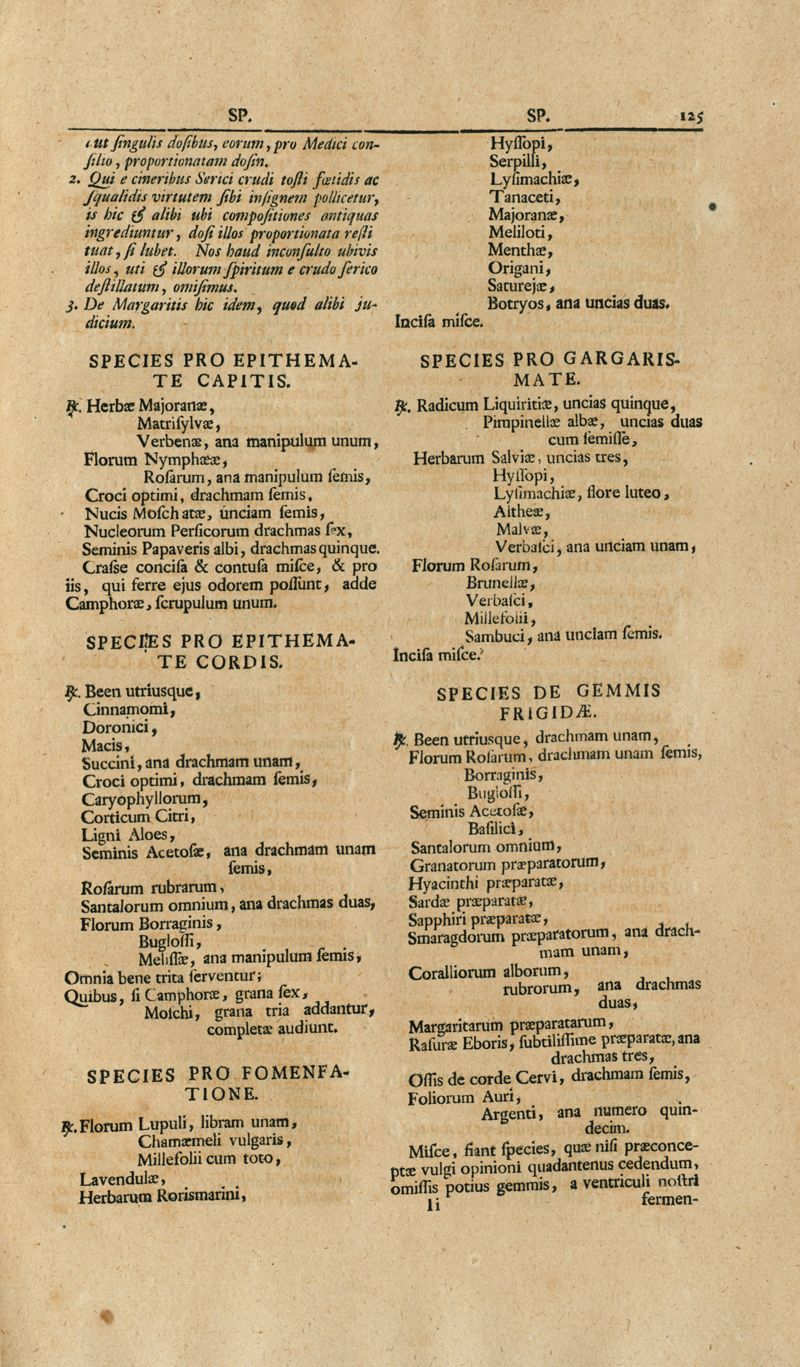 SP.
ut ſingulis doſibus, eorum, pro Medici con-
ſilio, proportionatam doſin.
2. Qui e cineribus Serici crudi toſti fœtidis ac
ſqualidis virtutem ſibi inſignem pollicetur,
is hic & alibi ubi compoſitiones antiquas
ingrediuntur, doſi illos proportionata reſti
tuat, ſi lubet. Nos haud inconſulto ubivis
illos, uti & illorum ſpiritum e crudo ſerico
deſtillatum, omiſimus.
3. De Margaritis hic idem, quod alibi ju-
dicium.
SPECIES PRO EPITHEMA-
TE CAPITIS.
℞. Herbæ Majoranæ,
Matriſylvæ,
Verbenæ, ana manipulum unum,
Florum Nymphææ,
Roſarum, ana manipulum ſemis,
Croci optimi, drachmam ſemis,
Nucis Moſchatæ, unciam ſemis,
Nucleorum Perſicorum drachmas ſex,
Seminis Papaveris albi, drachmas quinque.
Craſse conciſa & contuſa miſce, & pro
iis, qui ferre ejus odorem poſſunt, adde
Camphoræ, ſcrupulum unum.
SPECIES PRO EPITHEMA-
TE CORDIS.
℞. Been utriusque,
Cinnamomi,
Doronici,
Macis,
Succini, ana drachmam unam,
Croci optimi, drachmam ſemis,
Caryophyllorum,
Corticum Citri,
Ligni Aloes,
Seminis Acetoſæ, ana drachmam unam
ſemis,
Roſarum rubrarum,
Santalorum omnium, ana drachmas duas,
Florum Borraginis,
Bugloſſi,
Meliſſæ, ana manipulum ſemis,
Omnia bene trita ſerventur;
Quibus, ſi Camphoræ, grana ſex,
Moſchi, grana tria addantur,
completæ audiunt.
SPECIES PRO FOMENFA-
TIONE.
℞. Florum Lupuli, libram unam,
Chamæmeli vulgaris,
Millefolii cum toto,
Lavendulæ,
Herbarum Rorismarini,
SP. 125
Hyſſopi,
Serpilli,
Lyſimachiæ,
Tanaceti,
Majoranæ,
Meliloti,
Menthæ,
Origani,
Saturejæ,
Botryos, ana uncias duas.
Inciſa miſce.
SPECIES PRO GARGARIS-
MATE.
℞. Radicum Liquiritiæ, uncias quinque,
Pimpinellæ albæ, uncias duas
cum ſemiſſe,
Herbarum Salviæ, uncias tres,
Hyſſopi,
Lyſimachiæ, flore luteo,
Altheæ,
Malvæ,
Verbaſci, ana unciam unam,
Florum Roſarum,
Brunellæ,
Verbaſci,
Millefolii,
Sambuci, ana unciam ſemis.
Inciſa miſce.
SPECIES DE GEMMIS
FRIGIDÆ.
℞. Been utriusque, drachmam unam,
Florum Roſarum, drachmam unam ſemis,
Borraginis,
Bugloſſi,
Seminis Acetoſæ,
Baſilici,
Santalorum omnium,
Granatorum præparatorum,
Hyacinthi præparatæ,
Sardæ præparatæ,
Sapphiri præparatæ,
Smaragdorum præparatorum, ana drach-
mam unam,
Coralliorum alborum,
rubrorum, ana drachmas
duas,
Margaritarum præparatarum,
Raſuræ Eboris, ſubtiliſſime præparatæ, ana
drachmas tres,
Oſſis de corde Cervi, drachmam ſemis,
Foliorum Auri,
Argenti, ana numero quin-
decim.
Miſce, fiant ſpecies, quæ niſi præconce-
ptæ vulgi opinioni quadantenus cedendum,
omiſſis potius gemmis, a ventriculi noſtri
Ii fermen-